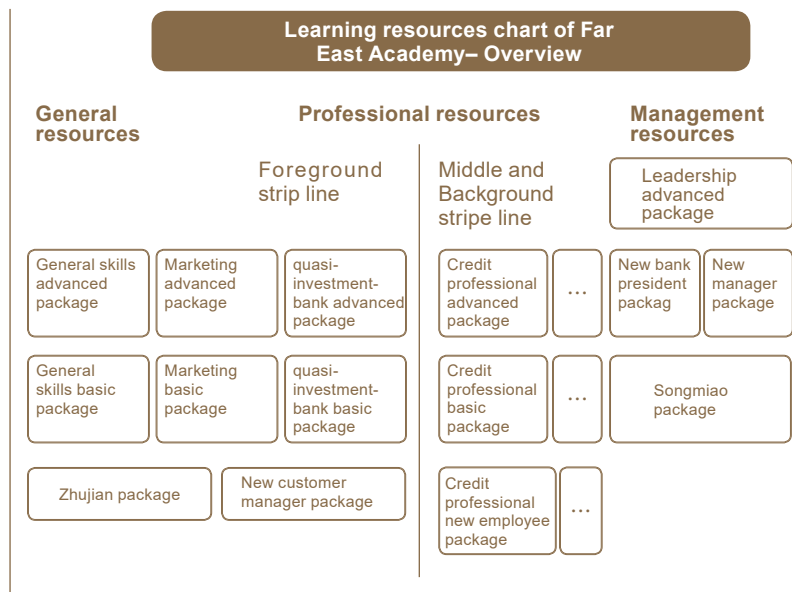 Learning resources chart of Far
East Academy– Overview
General
resources
Professional resources
Management
resources
Foreground
strip line
Middle and
Background
stripe line
Leadership
advanced
package
General skills
advanced
package
Marketing
advanced
package
quasi-
investment-
bank advanced
package
Credit
professional
advanced
package
...
New bank
president
packag
New
manager
package
General
skills basic
package
Marketing
basic
package
quasi-
investment-
bank basic
package
Credit
professional
basic
package
...
Songmiao
package
Zhujian package
New customer
manager package
Credit
professional
new employee
package
...